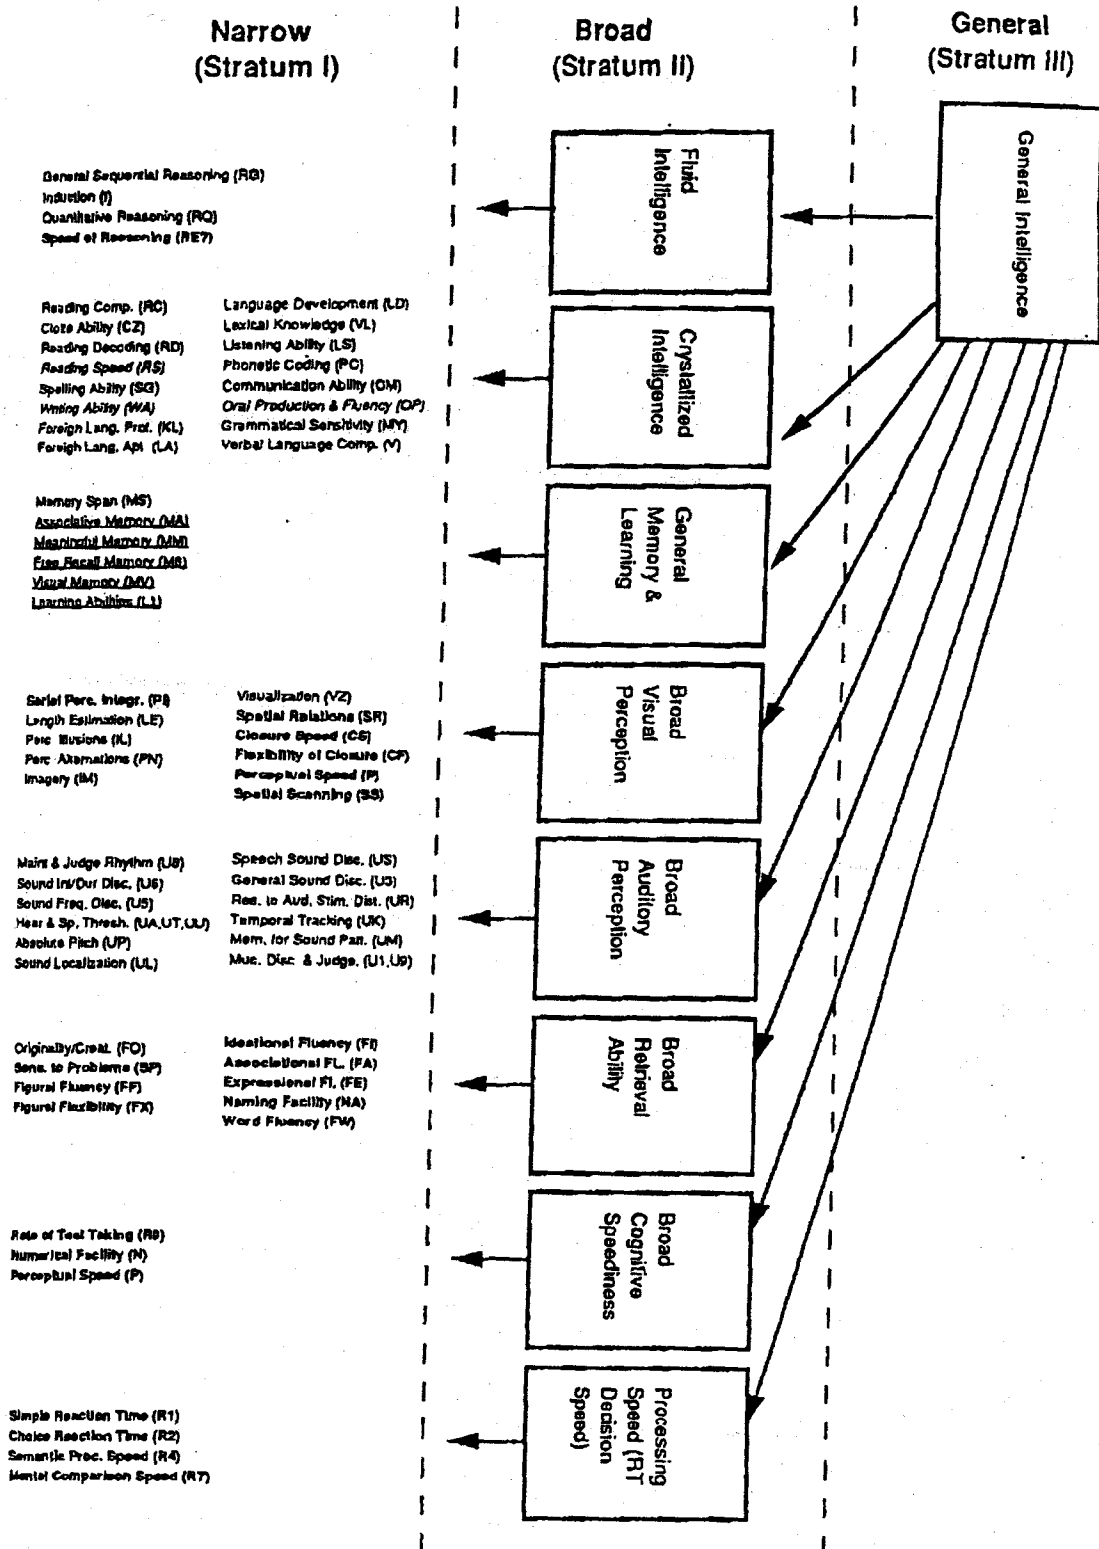 Narrow
(Stratum I)
Broad
(Stratum II)
General
(Stratum III)
General Intelligence
Fluid
Intelligence
General Sequential Reasoning (RG)
Induction (I)
Quantitative Reasoning (RQ)
Speed of Reasoning (RE?)
Crystallized
Intelligence
Reading Comp. (RC)
Cloze Ability (CZ)
Reading Decoding (RD)
Reading Speed (RS)
Spelling Ability (SG)
Writing Ability (WA)
Foreign Lang. Prof. (KL)
Foreign Lang. Apt (LA)
Language Development (LD)
Lexical Knowledge (VL)
Listening Ability (LS)
Phonetic Coding (PC)
Communication Ability (CM)
Oral Production & Fluency (OP)
Grammatical Sensitivity (MY)
Verbal Language Comp. (V)
General
Memory &
Learning
Memory Span (MS)
Associative Memory (MA)
Meaningful Memory (MM)
Free Recall Memory (M6)
Visual Memory (MV)
Learning Abilities (L1)
Broad
Visual
Perception
Serial Perc. Integr. (PI)
Length Estimation (LE)
Perc Illusions (IL)
Perc Alternations (PN)
Imagery (IM)
Visualization (VZ)
Spatial Relations (SR)
Closure Speed (CS)
Flexibility of Closure (CF)
Perceptual Speed (P)
Spatial Scanning (SS)
Broad
Auditory
Perception
Maint & Judge Rhythm (U8)
Sound Int/Dur Disc. (U6)
Sound Freq. Disc. (U5)
Hear & Sp. Thresh. (UA,UT,UU)
Absolute Pitch (UP)
Sound Localization (UL)
Speech Sound Disc. (US)
General Sound Disc. (U3)
Res. to Aud. Stim. Dist. (UR)
Temporal Tracking (UK)
Mem. for Sound Patt. (UM)
Mus. Disc & Judge. (U1,U9)
Broad
Retrieval
Ability
Originality/Creat. (FO)
Sens. to Problems (SP)
Figural Fluency (FF)
Figural Flexibility (FX)
Ideational Fluency (FI)
Associational FL. (FA)
Expressional Fl. (FE)
Naming Facility (NA)
Word Fluency (FW)
Broad
Cognitive
Speediness
Rate of Test Taking (R9)
Numerical Facility (N)
Perceptual Speed (P)
Processing
Speed (RT
Decision
Speed)
Simple Reaction Time (R1)
Choice Reaction Time (R2)
Semantic Proc. Speed (R4)
Mental Comparison Speed (R7)